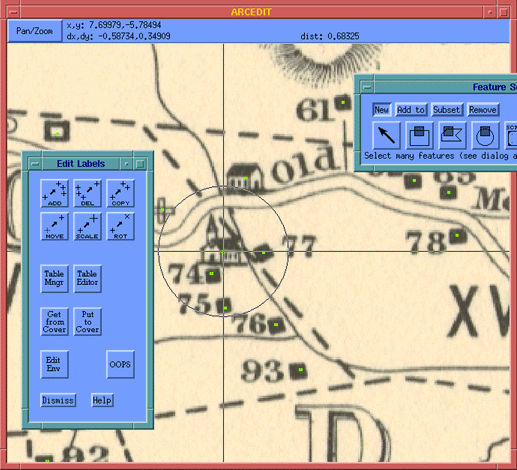 ARCEDIT
Pan/Zoom
x,y: 7.69979,-5.78494
dx,dy: -0.58734,0.34909
dist: 0.68325
Feature S
New Add to Subset Remove
Select many features (see dialog a
61
Edit Labels
ADD DEL COPY
MOVE SCALE ROT
Table Mngr
Table Editor
Get from Cover
Put to Cover
Edit Env
OOPS
Dismiss Help
Old
77
78
74
75
76
93
XV
D
92